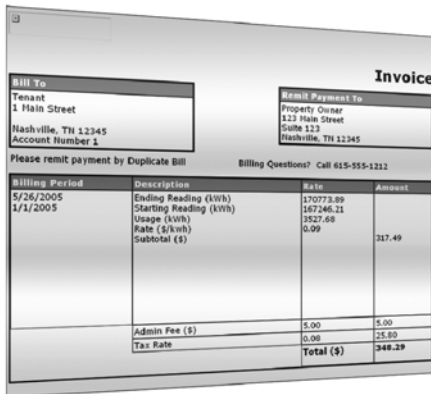 Invoice
Bill To
Tenant
1 Main Street
Nashville, TN 12345
Account Number 1
Remit Payment To
Property Owner
123 Main Street
Suite 123
Nashville, TN 12345
Please remit payment by Duplicate Bill
Billing Questions? Call 615-555-1212
Billing Period Description Rate Amount
5/26/2005 Ending Reading (kWh) 170773.89
1/1/2005 Starting Reading (kWh) 167246.21
Usage (kWh) 3527.68
Rate ($/kwh) 0.09
Subtotal ($) 317.49
Admin Fee ($) 5.00 5.00
Tax Rate 0.08 25.80
Total ($) 348.29